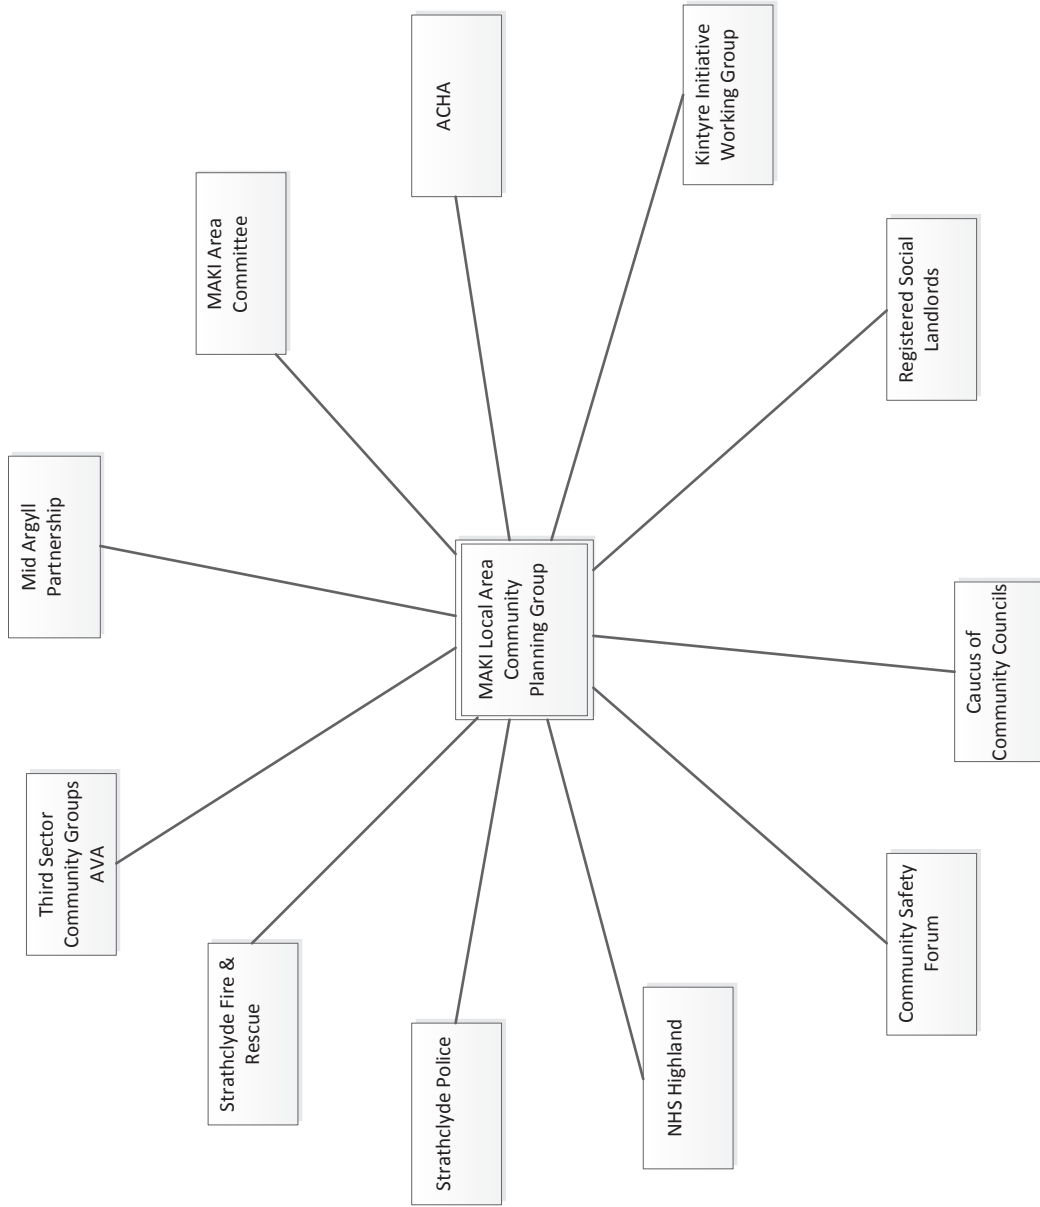 Third Sector
Community Groups
AVA
Mid Argyll
Partnership
Strathclyde Fire &
Rescue
MAKI Area
Committee
Strathclyde Police
ACHA
MAKI Local Area
Community
Planning Group
NHS Highland
Kintyre Initiative
Working Group
Community Safety
Forum
Registered Social
Landlords
Caucus of
Community Councils